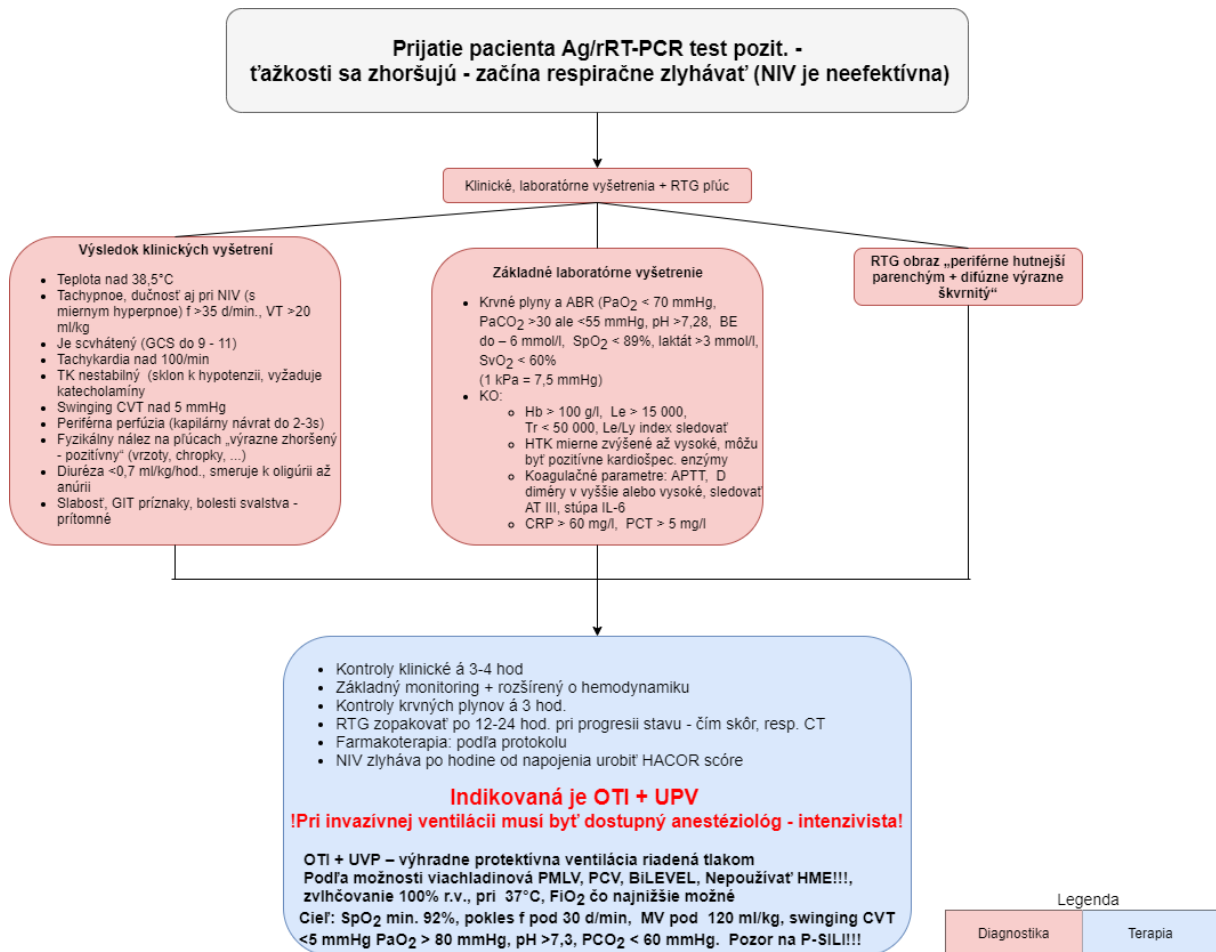 Prijatie pacienta Ag/rRT-PCR test pozit. -
ťažkosti sa zhoršujú - začína respiračne zlyhávať (NIV je neefektívna)
Klinické, laboratórne vyšetrenia + RTG pľúc
Výsledok klinických vyšetrení
• Teplota nad 38,5°C
• Tachypnoe, dučnosť aj pri NIV (s
miernym hyperpnoe) f >35 d/min., VT >20
ml/kg
• Je scvhátený (GCS do 9 - 11)
• Tachykardia nad 100/min
• TK nestabilný (sklon k hypotenzii, vyžaduje
katecholamíny
• Swinging CVT nad 5 mmHg
• Periférna perfúzia (kapilárny návrat do 2-3s)
• Fyzikálny nález na pľúcach „výrazne zhoršený
- pozitívny“ (vrzoty, chropky, ...)
• Diuréza <0,7 ml/kg/hod., smeruje k oligúrii až
anúrii
• Slabosť, GIT príznaky, bolesti svalstva -
prítomné
Základné laboratórne vyšetrenie
• Krvné plyny a ABR (PaO2 < 70 mmHg,
PaCO2 >30 ale <55 mmHg, pH >7,28, BE
do – 6 mmol/l, SpO2 < 89%, laktát >3 mmol/l,
SvO2 < 60%
(1 kPa = 7,5 mmHg)
• KO:
○ Hb > 100 g/l, Le > 15 000,
Tr < 50 000, Le/Ly index sledovať
○ HTK mierne zvýšené až vysoké, môžu
byť pozitívne kardiošpec. enzýmy
○ Koagulačné parametre: APTT, D
diméry v vyššie alebo vysoké, sledovať
AT III, stúpa IL-6
○ CRP > 60 mg/l, PCT > 5 mg/l
RTG obraz „periférne hutnejší
parenchým + difúzne výrazne
škvrnitý“
• Kontroly klinické á 3-4 hod
• Základný monitoring + rozšírený o hemodynamiku
• Kontroly krvných plynov á 3 hod.
• RTG zopakovať po 12-24 hod. pri progresii stavu - čím skôr, resp. CT
• Farmakoterapia: podľa protokolu
• NIV zlyháva po hodine od napojenia urobiť HACOR scóre
Indikovaná je OTI + UPV
!Pri invazívnej ventilácii musí byť dostupný anestéziológ - intenzivista!
OTI + UVP – výhradne protektívna ventilácia riadená tlakom
Podľa možnosti viachladinová PMLV, PCV, BiLEVEL, Nepoužívať HME!!!,
zvlhčovanie 100% r.v., pri 37°C, FiO2 čo najnižšie možné
Cieľ: SpO2 min. 92%, pokles f pod 30 d/min, MV pod 120 ml/kg, swinging CVT
<5 mmHg PaO2 > 80 mmHg, pH >7,3, PCO2 < 60 mmHg. Pozor na P-SILI!!!
Legenda
Diagnostika
Terapia